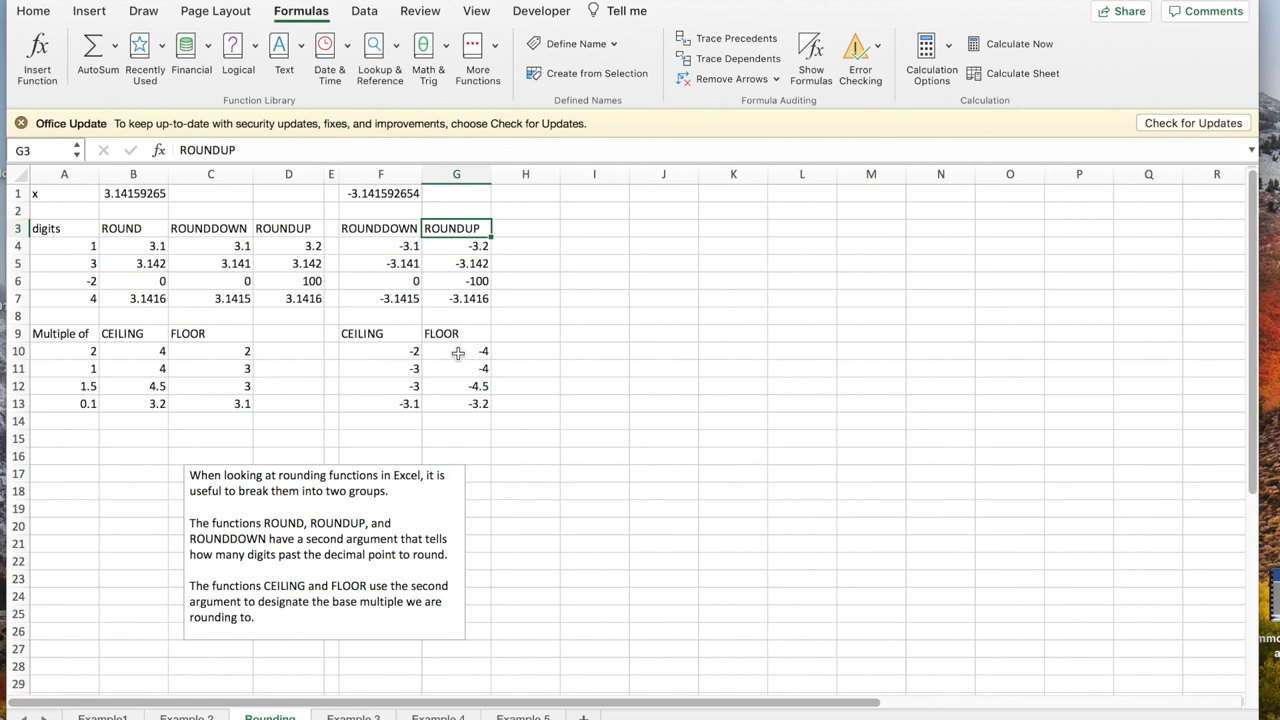 Home Insert Draw Page Layout Formulas Data Review View Developer Tell me Share Comments
Insert Function AutoSum Recently Used Financial Logical Text Date & Time Lookup & Reference Math & Trig More Functions Define Name Create from Selection Trace Precedents Trace Dependents Remove Arrows Show Formulas Error Checking Calculation Options Calculate Now Calculate Sheet
Function Library Defined Names Formula Auditing Calculation
Office Update To keep up-to-date with security updates, fixes, and improvements, choose Check for Updates. Check for Updates
G3 fx ROUNDUP
A B C D E F G H I J K L M N O P Q R
1 x 3.14159265 -3.141592654
2
3 digits ROUND ROUNDDOWN ROUNDUP ROUNDDOWN ROUNDUP
4 1 3.1 3.1 3.2 -3.1 -3.2
5 3 3.142 3.141 3.142 -3.141 -3.142
6 -2 0 0 100 0 -100
7 4 3.1416 3.1415 3.1416 -3.1415 -3.1416
8
9 Multiple of CEILING FLOOR CEILING FLOOR
10 2 4 2 -2 -4
11 1 4 3 -3 -4
12 1.5 4.5 3 -3 -4.5
13 0.1 3.2 3.1 -3.1 -3.2
14
15
16
17
18
19
20
21
22
23
24
25
26
27
28
29
When looking at rounding functions in Excel, it is
useful to break them into two groups.
The functions ROUND, ROUNDUP, and
ROUNDDOWN have a second argument that tells
how many digits past the decimal point to round.
The functions CEILING and FLOOR use the second
argument to designate the base multiple we are
rounding to.
Example1 Example 2 Rounding Example 3 Example 4 Example 5 +